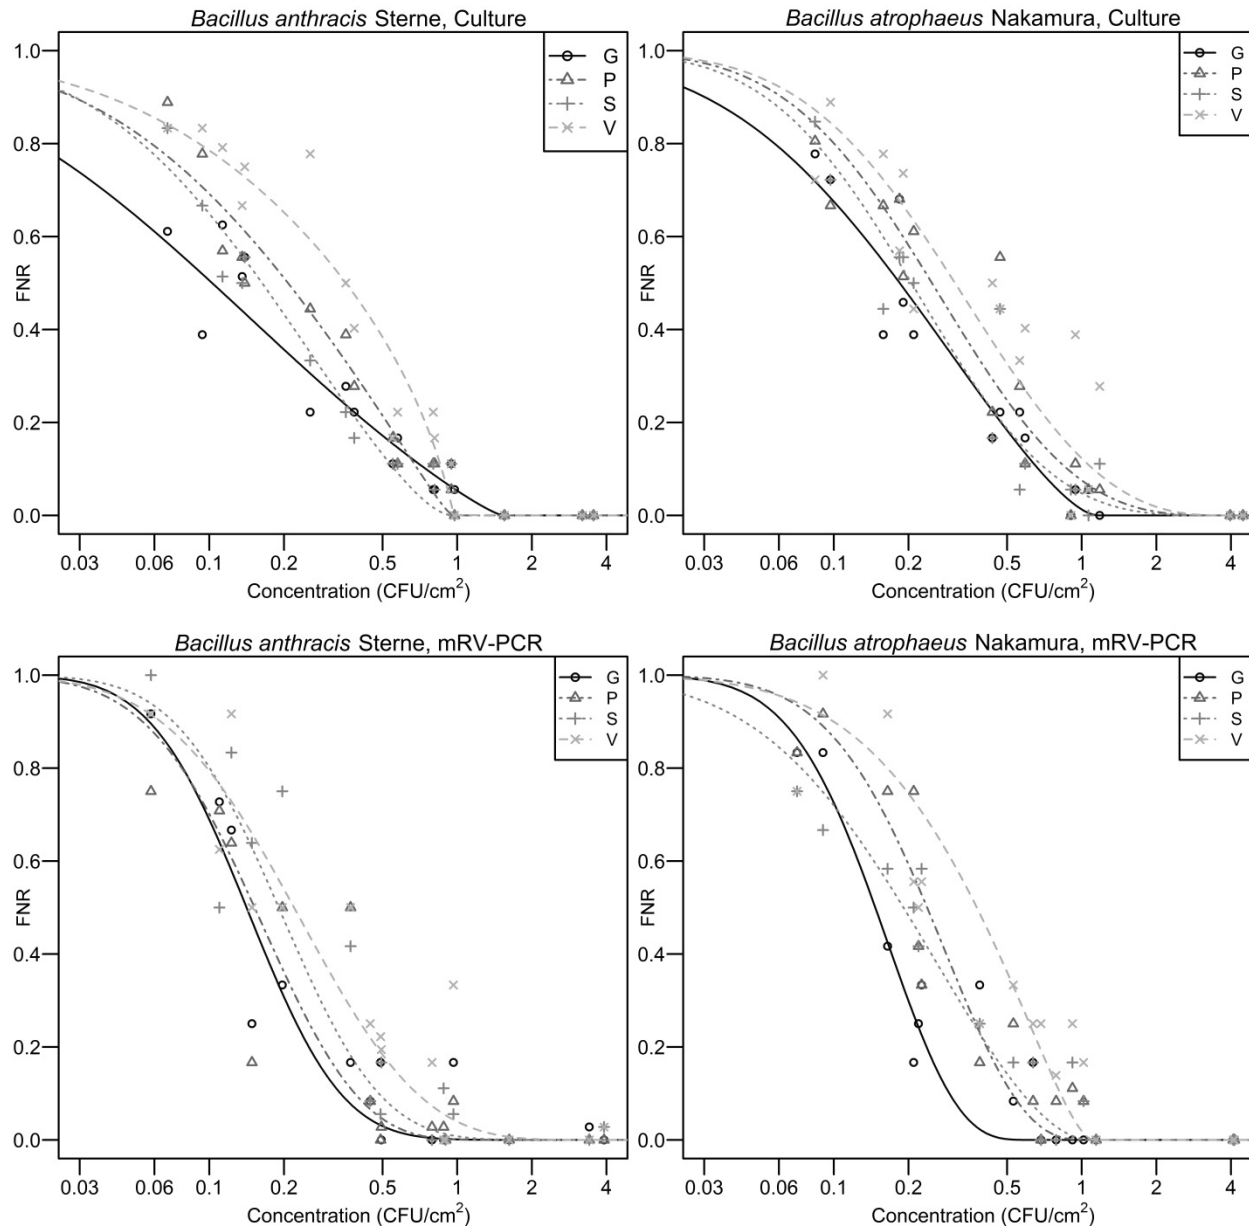 Bacillus anthracis Sterne, Culture
1.0
0.8
0.6
0.4
0.2
0.0
FNR
G
P
S
V
0.03 0.06 0.1 0.2 0.5 1 2 4
Concentration (CFU/cm²)
Bacillus atrophaeus Nakamura, Culture
1.0
0.8
0.6
0.4
0.2
0.0
FNR
G
P
S
V
0.03 0.06 0.1 0.2 0.5 1 2 4
Concentration (CFU/cm²)
Bacillus anthracis Sterne, mRV-PCR
1.0
0.8
0.6
0.4
0.2
0.0
FNR
G
P
S
V
0.03 0.06 0.1 0.2 0.5 1 2 4
Concentration (CFU/cm²)
Bacillus atrophaeus Nakamura, mRV-PCR
1.0
0.8
0.6
0.4
0.2
0.0
FNR
G
P
S
V
0.03 0.06 0.1 0.2 0.5 1 2 4
Concentration (CFU/cm²)